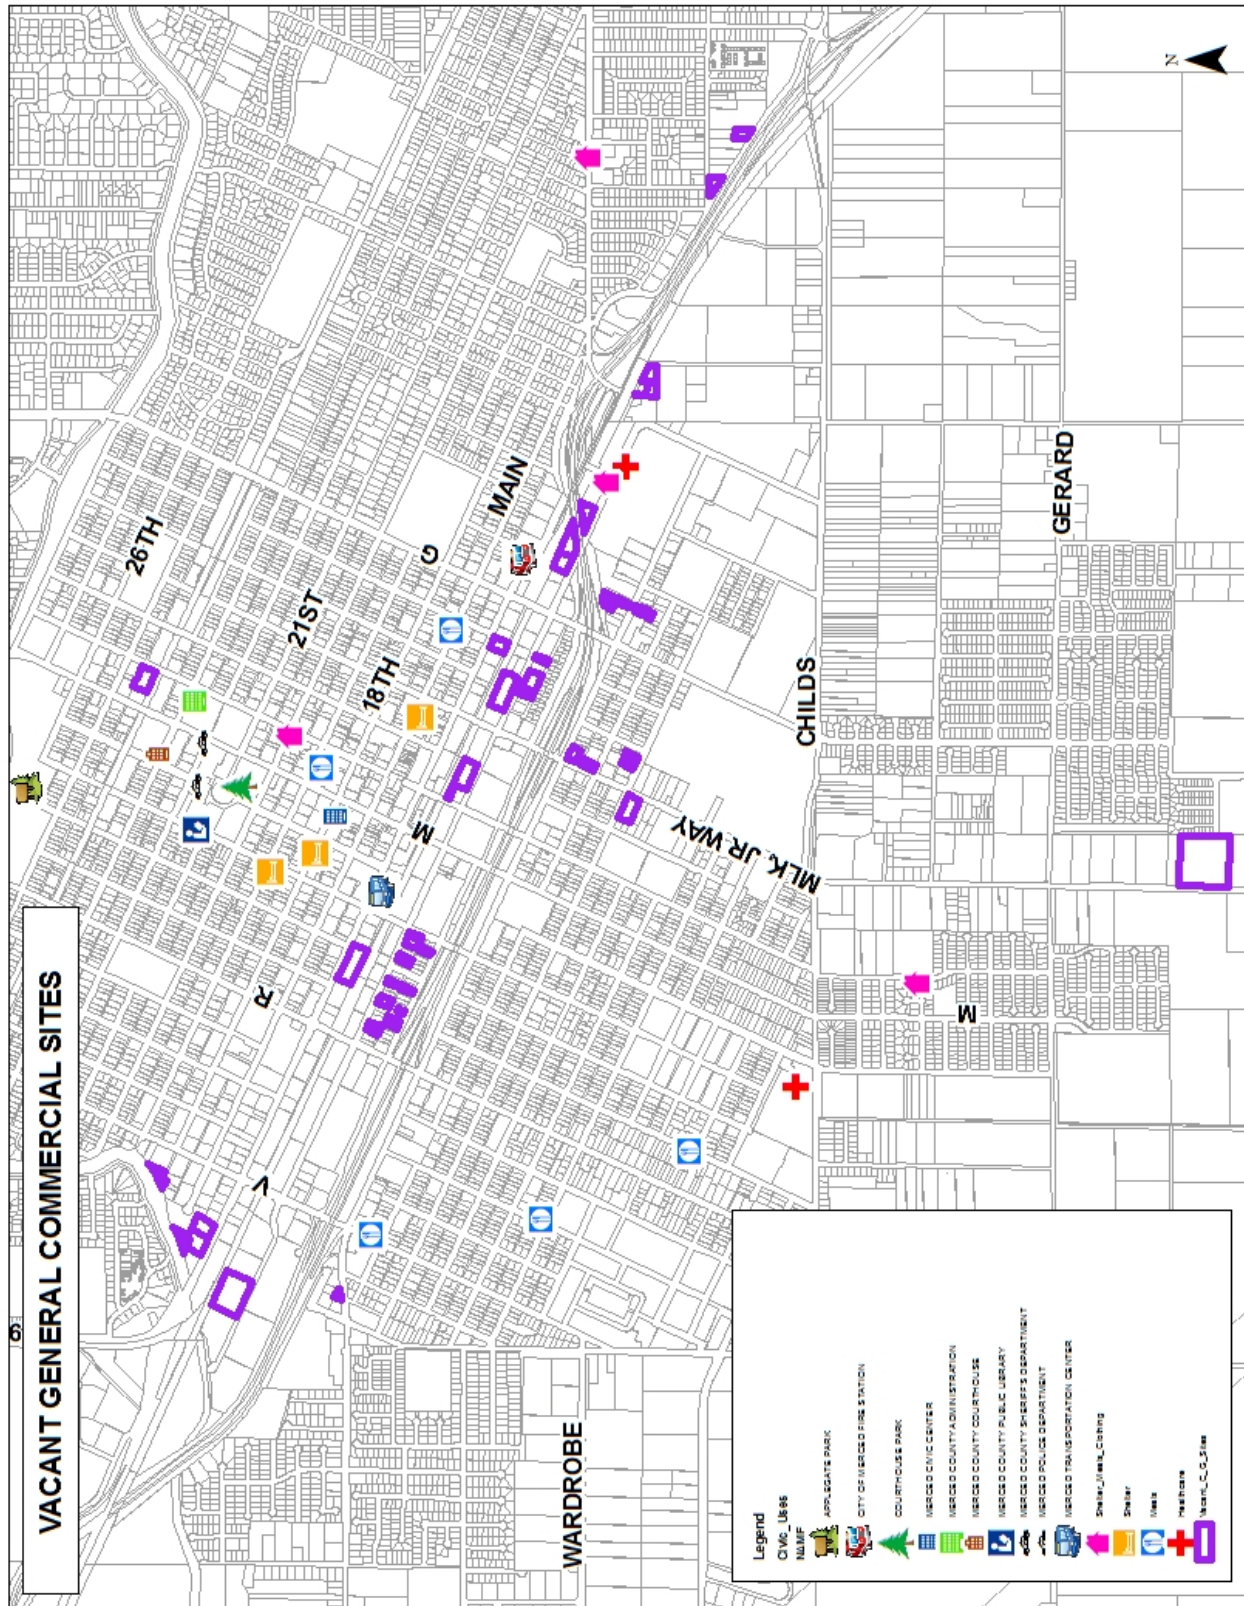 VACANT GENERAL COMMERCIAL SITES
N
26TH
21ST
18TH
G
MAIN
M
R
V
CHILDS
GERARD
MLK JR WAY
M
WARDROBE
Legend
Civic_Uses
NAME
APPLEGATE PARK
CITY OF MERCED FIRE STATION
COURTHOUSE PARK
MERCED CIVIC CENTER
MERCED COUNTY ADMINISTRATION
MERCED COUNTY COURTHOUSE
MERCED COUNTY PUBLIC LIBRARY
MERCED COUNTY SHERIFF'S DEPARTMENT
MERCED POLICE DEPARTMENT
MERCED TRANSPORTATION CENTER
Shelter_Meals_Clothing
Shelter
Meals
Healthcare
Vacant_C_G_Sites